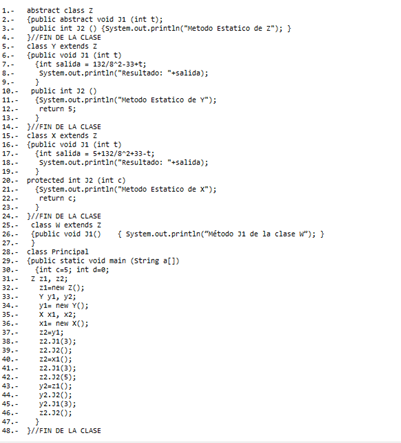 1.- abstract class Z
2.- {public abstract void J1 (int t);
3.- public int J2 () {System.out.println("Metodo Estatico de Z"); }
4.- }//FIN DE LA CLASE
5.- class Y extends Z
6.- {public void J1 (int t)
7.- {int salida = 132/8^2-33+t;
8.- System.out.println("Resultado: "+salida);
9.- }
10.- public int J2 ()
11.- {System.out.println("Metodo Estatico de Y");
12.- return 5;
13.- }
14.- }//FIN DE LA CLASE
15.- class X extends Z
16.- {public void J1 (int t)
17.- {int salida = 5+132/8^2+33-t;
18.- System.out.println("Resultado: "+salida);
19.- }
20.- protected int J2 (int c)
21.- {System.out.println("Metodo Estatico de X");
22.- return c;
23.- }
24.- }//FIN DE LA CLASE
25.- class W extends Z
26.- {public void J1() { System.out.println("Método J1 de la clase W"); }
27.- }
28.- class Principal
29.- {public static void main (String a[])
30.- {int c=5; int d=0;
31.- Z z1, z2;
32.- z1=new Z();
33.- Y y1, y2;
34.- y1= new Y();
35.- X x1, x2;
36.- x1= new X();
37.- z2=y1;
38.- z2.J1(3);
39.- z2.J2();
40.- z2=x1();
41.- z2.J1(3);
42.- z2.J2(5);
43.- y2=z1();
44.- y2.J2();
45.- y2.J1(3);
46.- z2.J2();
47.- }
48.- }//FIN DE LA CLASE